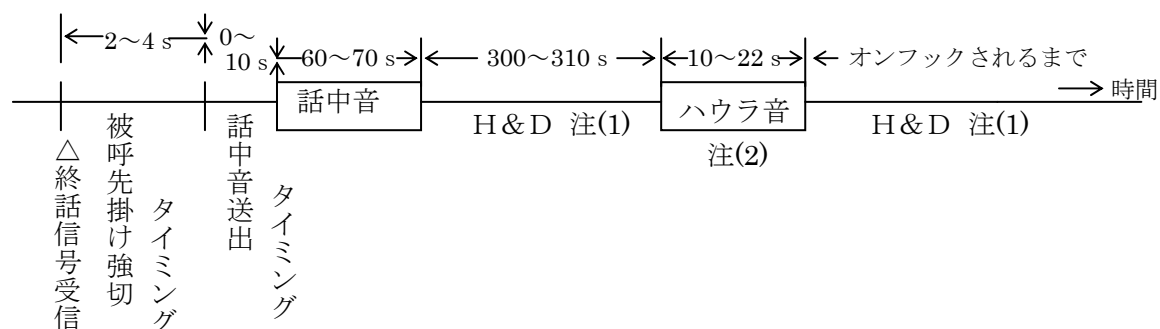 2～4 s
0～
10 s
60～70 s
300～310 s
10～22 s
オンフックされるまで
時間
話中音
H＆D 注(1)
ハウラ音
注(2)
H＆D 注(1)
△終話信号受信
被呼先掛け強切
タイミング
話中音送出
タイミング